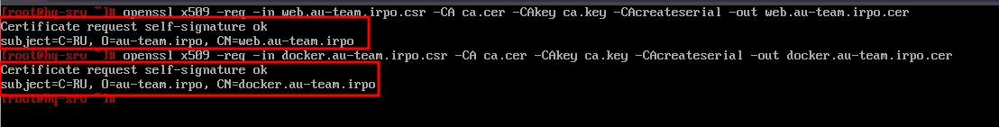 [root@hq-srv ]# openssl x509 -req -in web.au-team.irpo.csr -CA ca.cer -CAkey ca.key -CAcreateserial -out web.au-team.irpo.cer
Certificate request self-signature ok
subject=C=RU, O=au-team.irpo, CN=web.au-team.irpo
[root@hq-srv ]# openssl x509 -req -in docker.au-team.irpo.csr -CA ca.cer -CAkey ca.key -CAcreateserial -out docker.au-team.irpo.cer
Certificate request self-signature ok
subject=C=RU, O=au-team.irpo, CN=docker.au-team.irpo
[root@hq-srv ]#